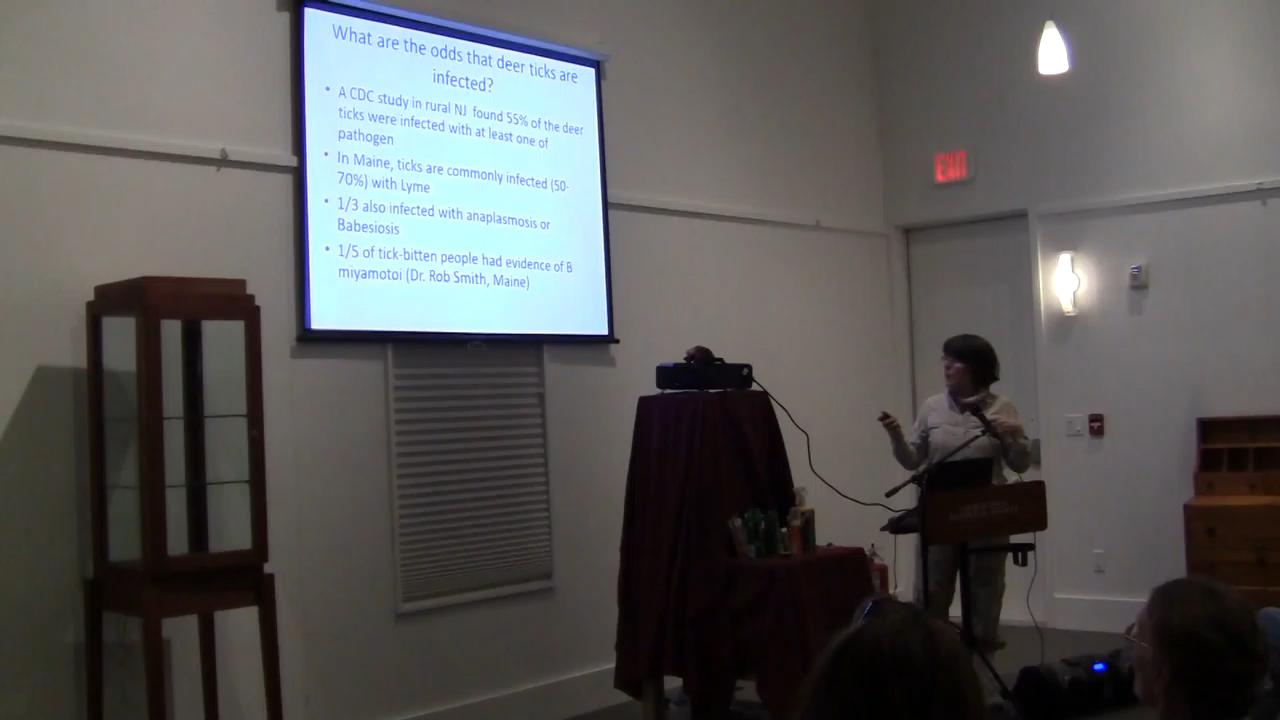 What are the odds that deer ticks are
infected?
• A CDC study in rural NJ found 55% of the deer
ticks were infected with at least one of
pathogen
• In Maine, ticks are commonly infected (50-
70%) with Lyme
• 1/3 also infected with anaplasmosis or
Babesiosis
• 1/5 of tick-bitten people had evidence of B
miyamotoi (Dr. Rob Smith, Maine)
EXIT